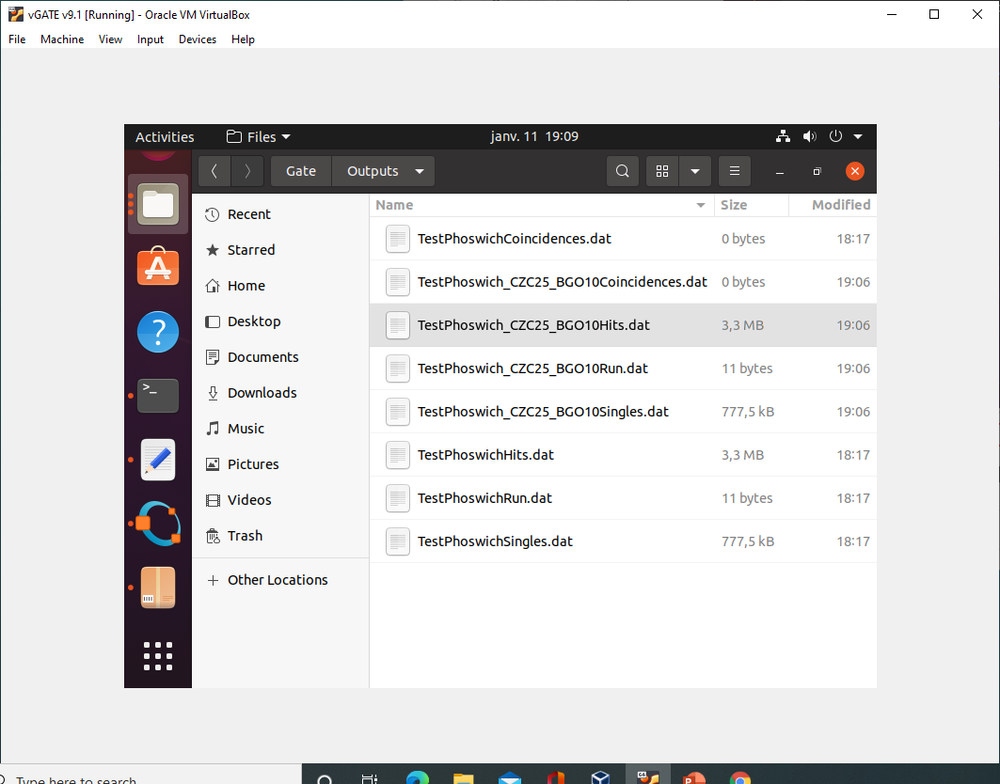 vGATE v9.1 [Running] - Oracle VM VirtualBox
File Machine View Input Devices Help
Activities Files janv. 11 19:09
Gate Outputs
Name Size Modified
Recent
Starred
Home
Desktop
Documents
Downloads
Music
Pictures
Videos
Trash
Other Locations
TestPhoswichCoincidences.dat 0 bytes 18:17
TestPhoswich_CZC25_BGO10Coincidences.dat 0 bytes 19:06
TestPhoswich_CZC25_BGO10Hits.dat 3,3 MB 19:06
TestPhoswich_CZC25_BGO10Run.dat 11 bytes 19:06
TestPhoswich_CZC25_BGO10Singles.dat 777,5 kB 19:06
TestPhoswichHits.dat 3,3 MB 18:17
TestPhoswichRun.dat 11 bytes 18:17
TestPhoswichSingles.dat 777,5 kB 18:17
Type here to search